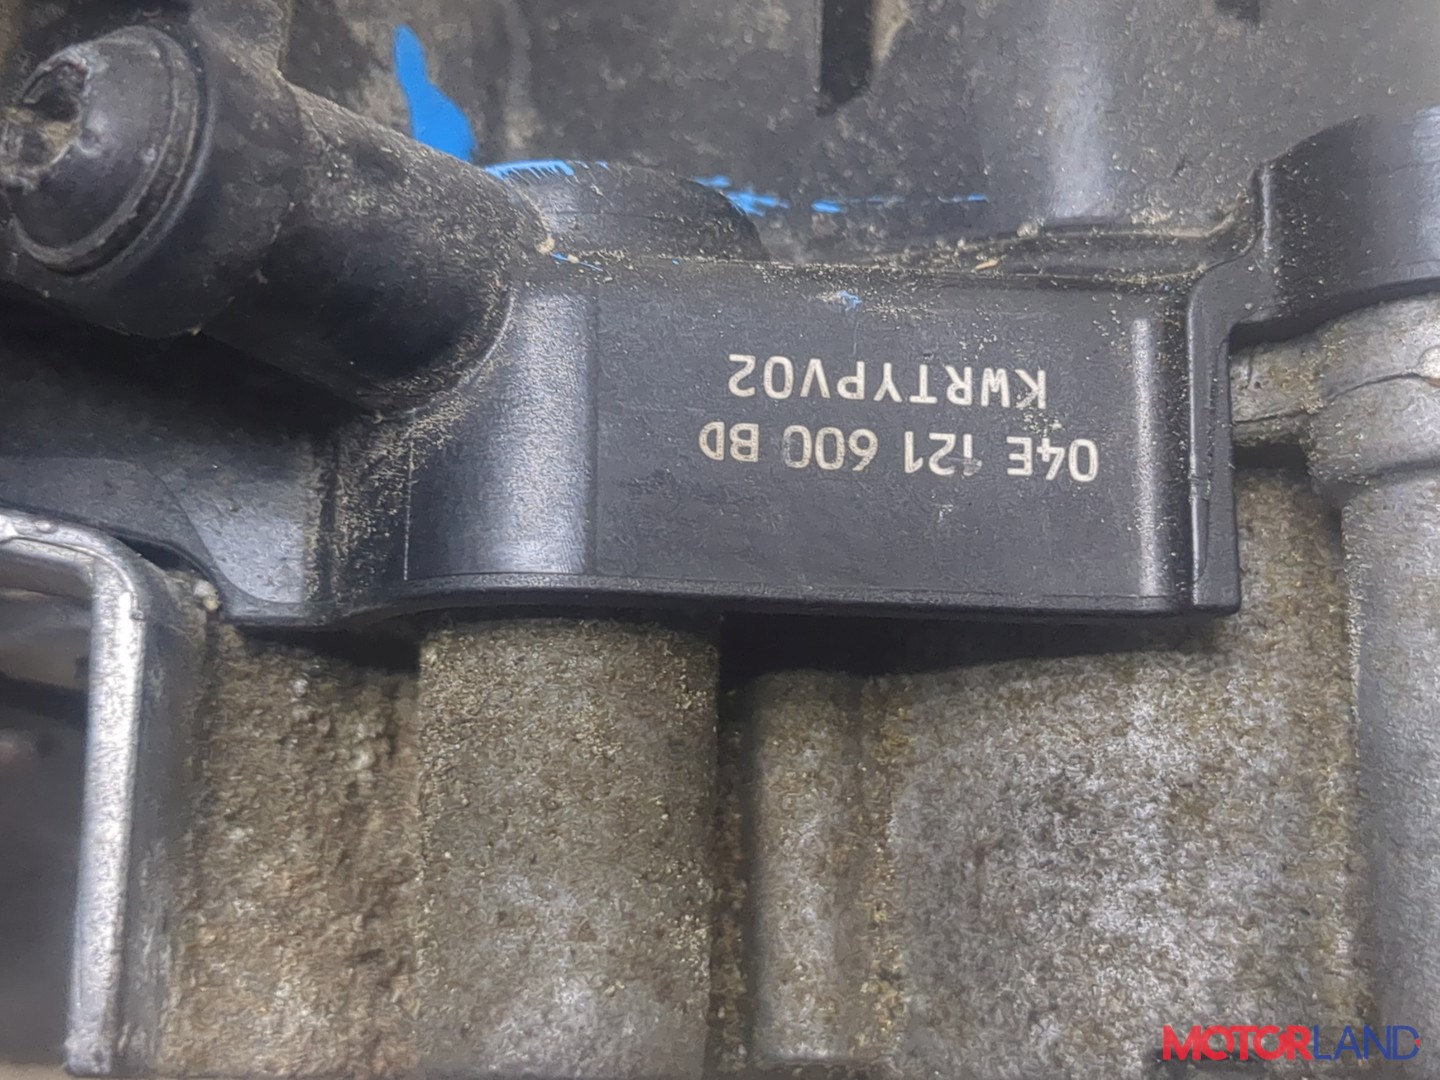 04E 121 600 BD
KWRTYPV02
MOTORLAND